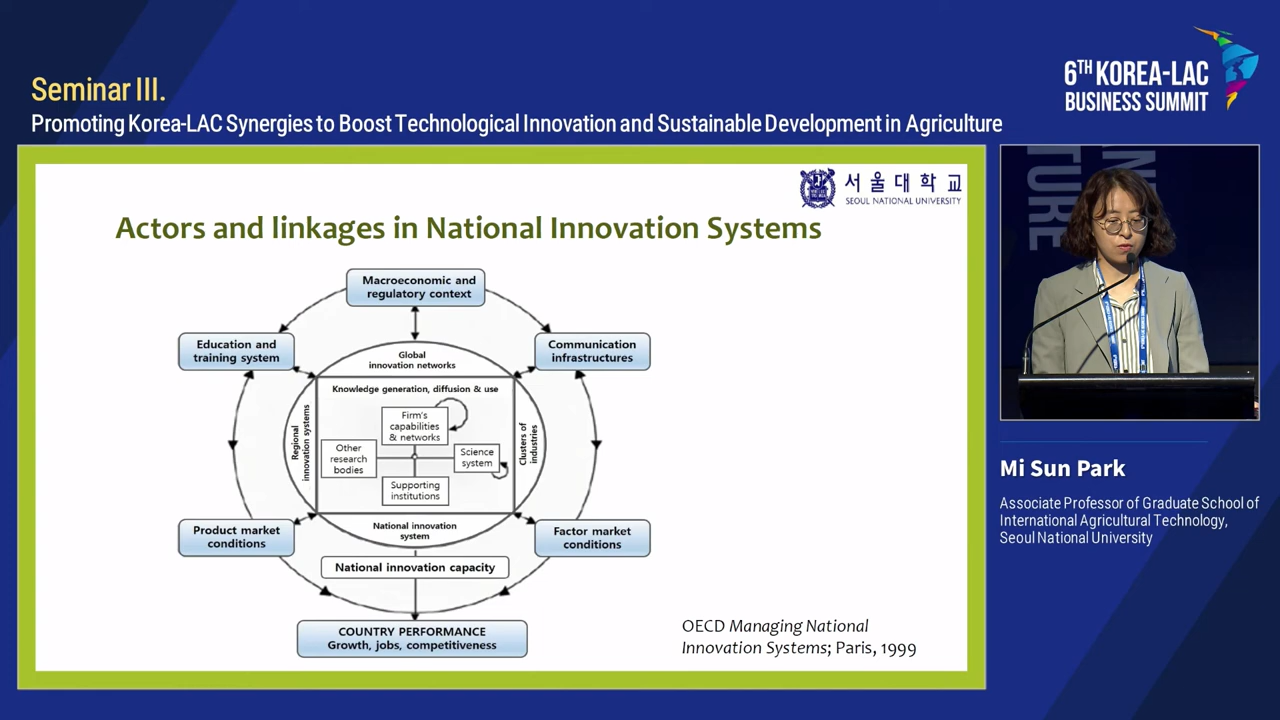 Seminar III.
Promoting Korea-LAC Synergies to Boost Technological Innovation and Sustainable Development in Agriculture
6TH KOREA-LAC
BUSINESS SUMMIT
서울대학교
SEOUL NATIONAL UNIVERSITY
Actors and linkages in National Innovation Systems
Macroeconomic and
regulatory context
Education and
training system
Communication
infrastructures
Global
innovation networks
Knowledge generation, diffusion & use
Regional
innovation systems
Clusters of
industries
Firm's
capabilities
& networks
Other
research
bodies
Science
system
Supporting
institutions
National innovation
system
Product market
conditions
Factor market
conditions
National innovation capacity
COUNTRY PERFORMANCE
Growth, jobs, competitiveness
OECD Managing National
Innovation Systems; Paris, 1999
TURE
Mi Sun Park
Associate Professor of Graduate School of
International Agricultural Technology,
Seoul National University